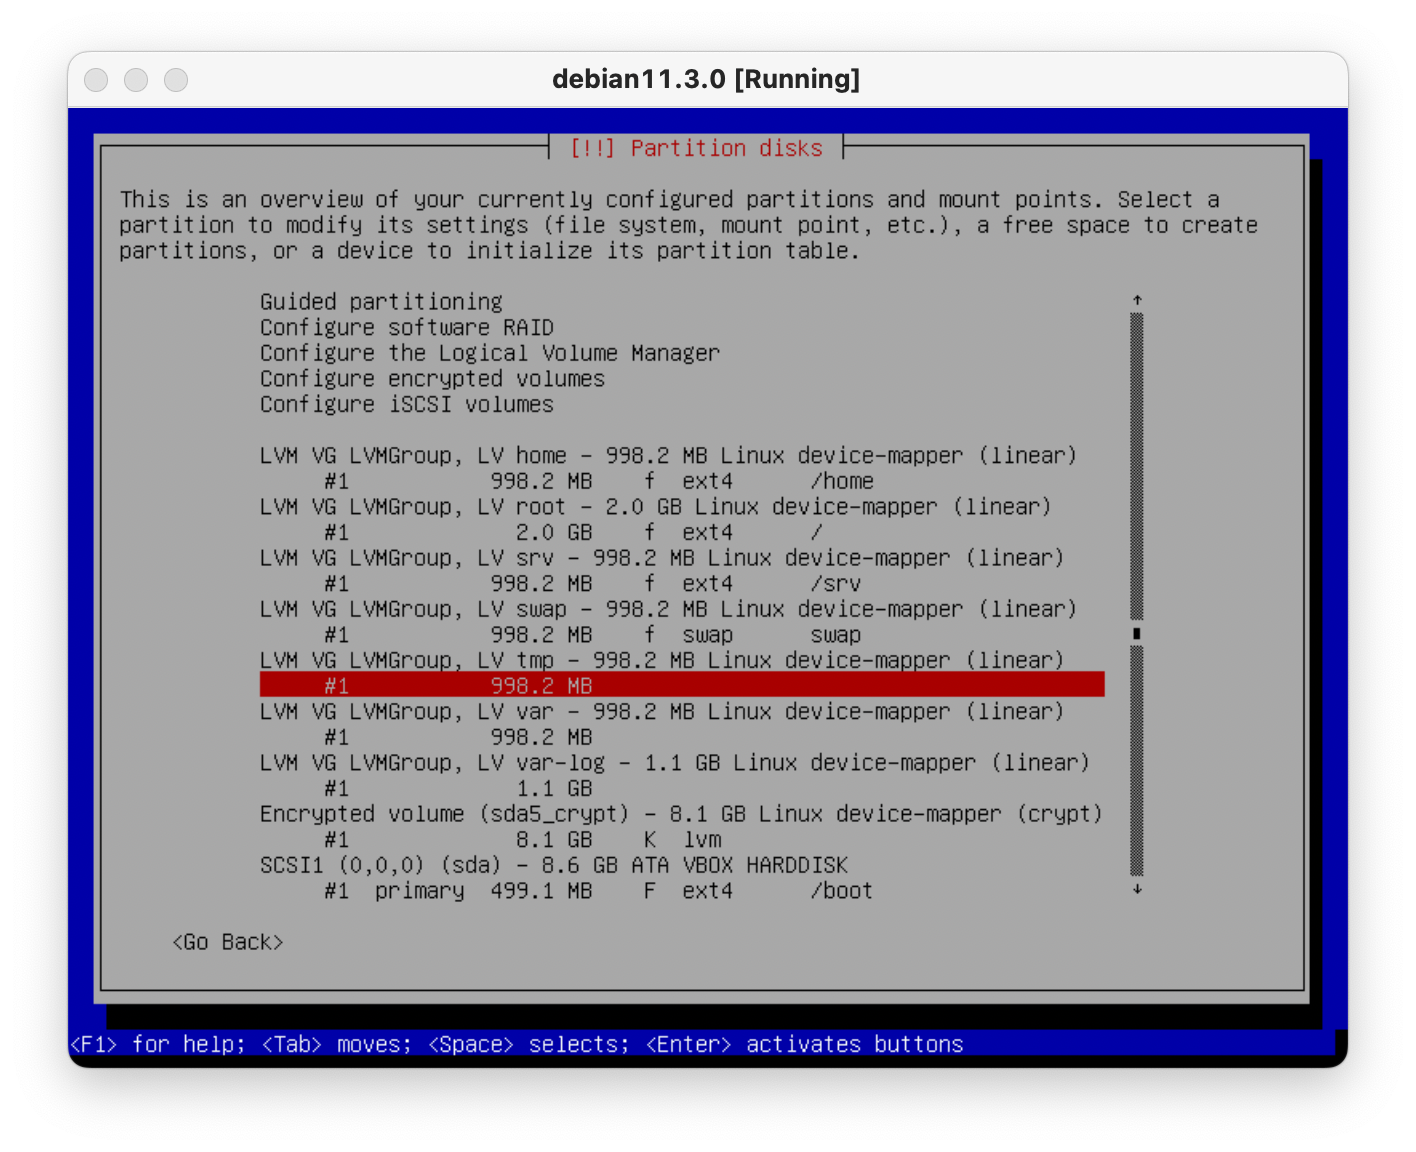 debian11.3.0 [Running]
[!!] Partition disks
This is an overview of your currently configured partitions and mount points. Select a
partition to modify its settings (file system, mount point, etc.), a free space to create
partitions, or a device to initialize its partition table.
Guided partitioning
Configure software RAID
Configure the Logical Volume Manager
Configure encrypted volumes
Configure iSCSI volumes
LVM VG LVMGroup, LV home - 998.2 MB Linux device-mapper (linear)
#1 998.2 MB f ext4 /home
LVM VG LVMGroup, LV root - 2.0 GB Linux device-mapper (linear)
#1 2.0 GB f ext4 /
LVM VG LVMGroup, LV srv - 998.2 MB Linux device-mapper (linear)
#1 998.2 MB f ext4 /srv
LVM VG LVMGroup, LV swap - 998.2 MB Linux device-mapper (linear)
#1 998.2 MB f swap swap
LVM VG LVMGroup, LV tmp - 998.2 MB Linux device-mapper (linear)
#1 998.2 MB
LVM VG LVMGroup, LV var - 998.2 MB Linux device-mapper (linear)
#1 998.2 MB
LVM VG LVMGroup, LV var-log - 1.1 GB Linux device-mapper (linear)
#1 1.1 GB
Encrypted volume (sda5_crypt) - 8.1 GB Linux device-mapper (crypt)
#1 8.1 GB K lvm
SCSI1 (0,0,0) (sda) - 8.6 GB ATA VBOX HARDDISK
#1 primary 499.1 MB F ext4 /boot
<Go Back>
<F1> for help; <Tab> moves; <Space> selects; <Enter> activates buttons